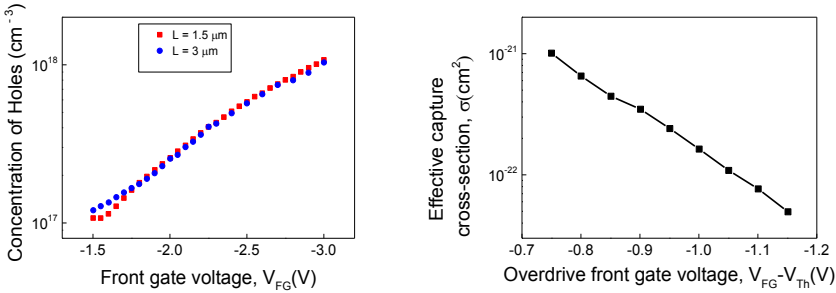 Concentration of Holes (cm⁻³)
10¹⁸
10¹⁷
L = 1.5 μm
L = 3 μm
-1.5 -2.0 -2.5 -3.0
Front gate voltage, V_FG(V)
Effective capture
cross-section, σ(cm²)
10⁻²¹
10⁻²²
-0.7 -0.8 -0.9 -1.0 -1.1 -1.2
Overdrive front gate voltage, V_FG-V_Th(V)